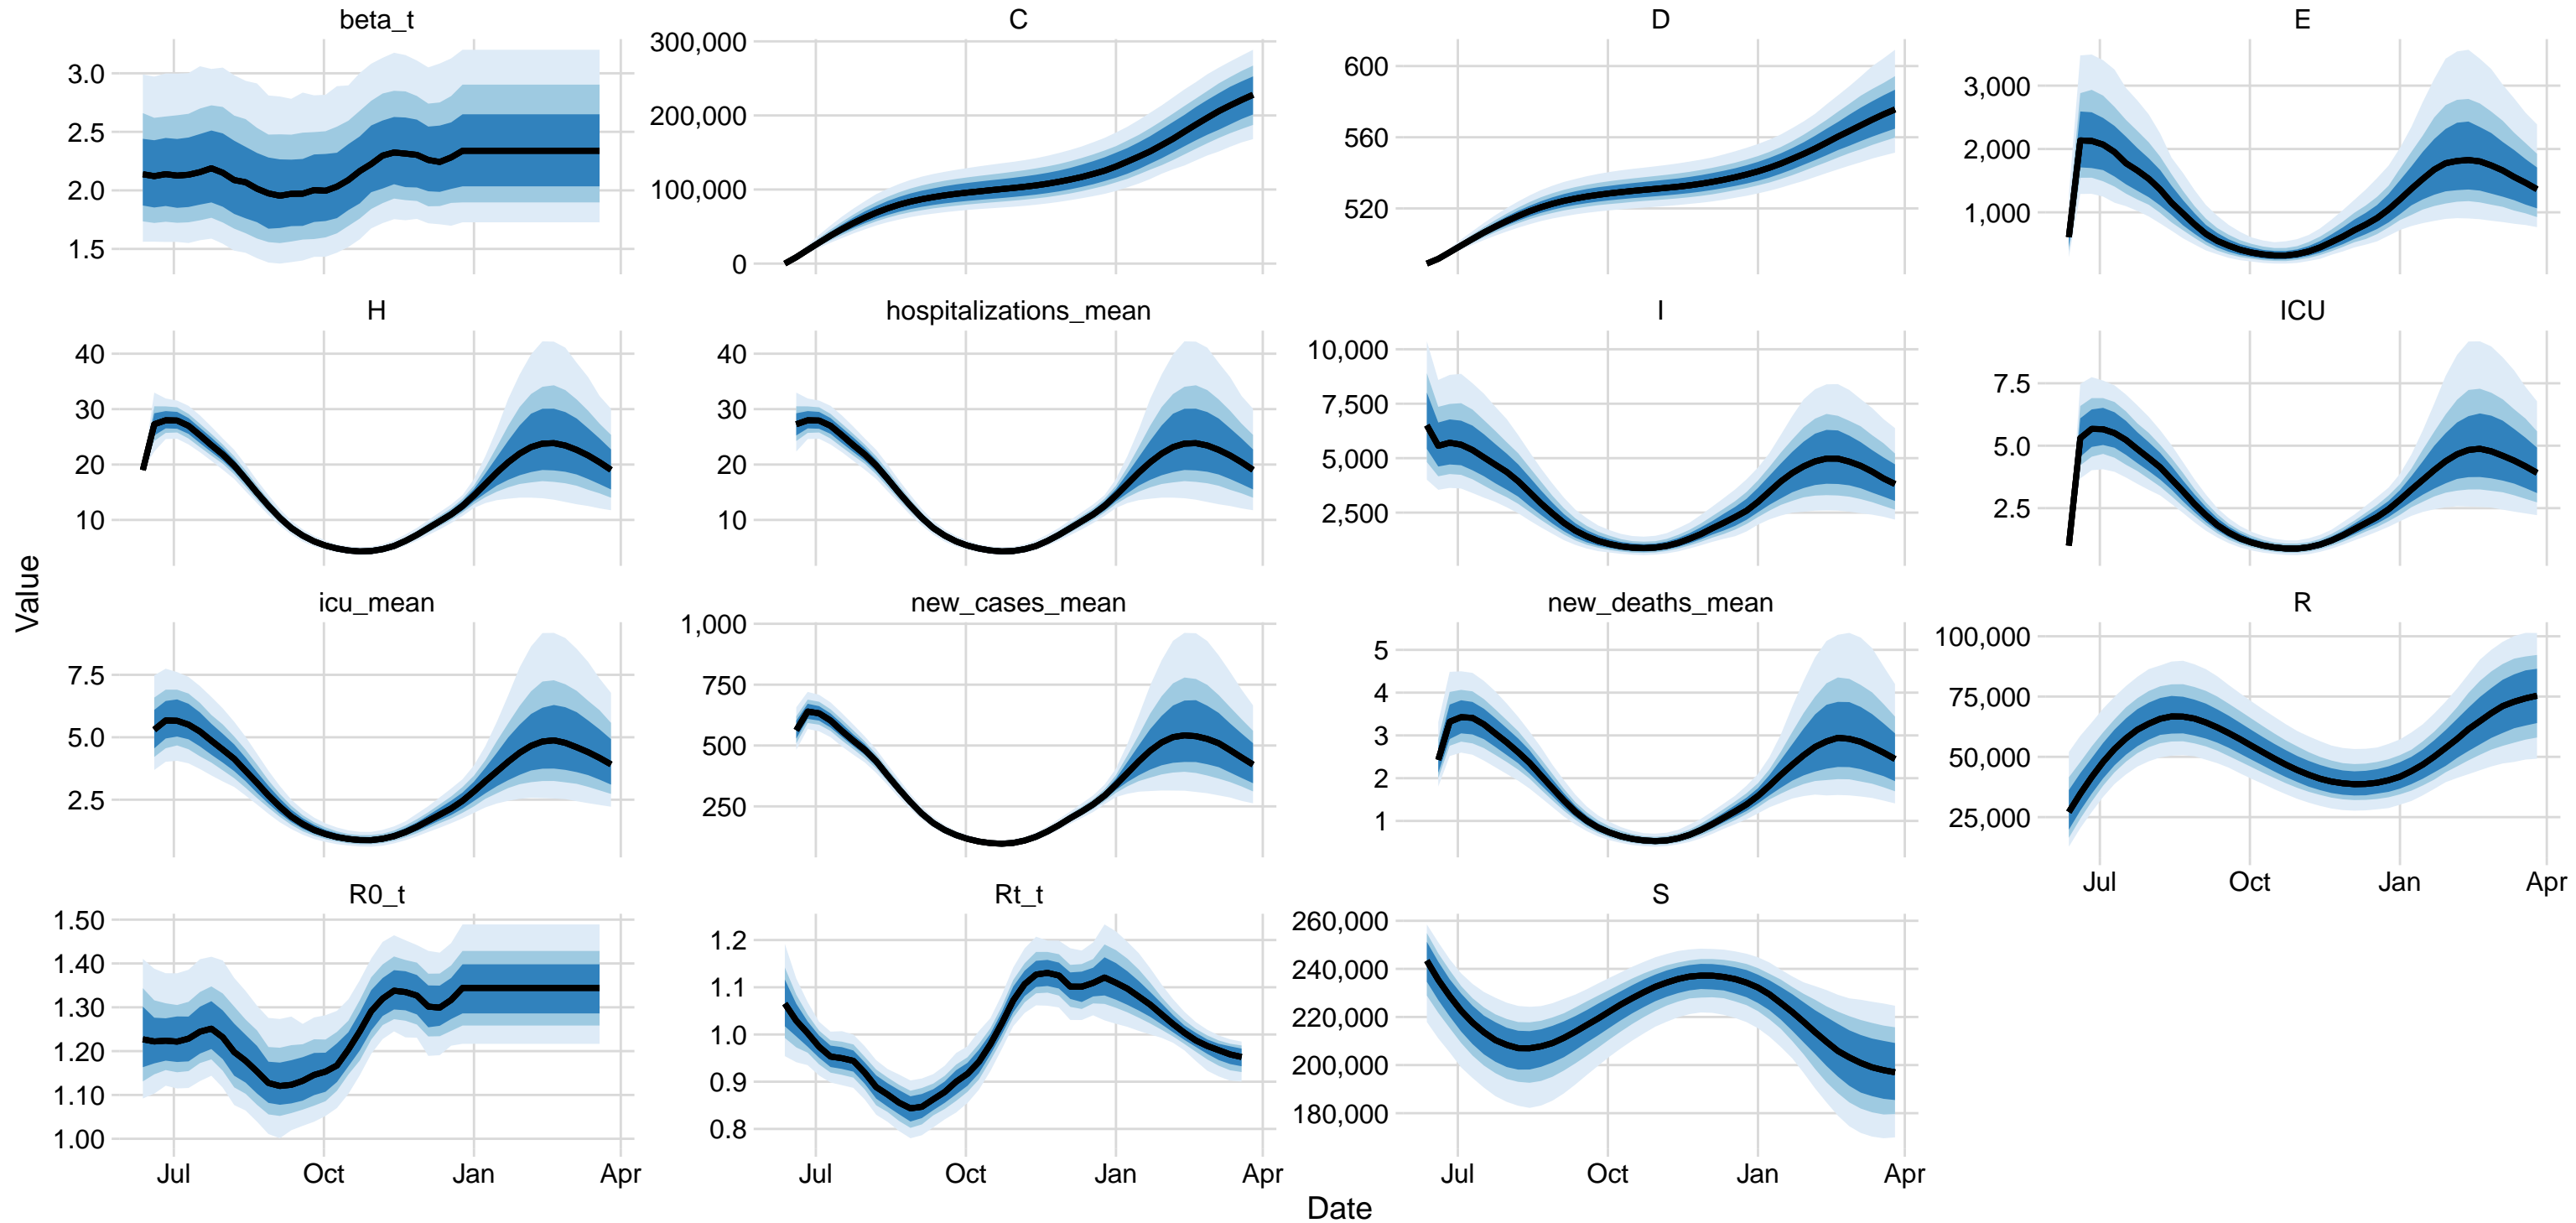 beta_t
C
D
E
3.0
2.5
2.0
1.5
300,000
200,000
100,000
0
600
560
520
3,000
2,000
1,000
H
hospitalizations_mean
I
ICU
40
30
20
10
40
30
20
10
10,000
7,500
5,000
2,500
7.5
5.0
2.5
Value
icu_mean
new_cases_mean
new_deaths_mean
R
7.5
5.0
2.5
1,000
750
500
250
5
4
3
2
1
100,000
75,000
50,000
25,000
Jul Oct Jan Apr
R0_t
Rt_t
S
1.50
1.40
1.30
1.20
1.10
1.00
1.2
1.1
1.0
0.9
0.8
260,000
240,000
220,000
200,000
180,000
Jul Oct Jan Apr
Jul Oct Jan Apr
Jul Oct Jan Apr
Date